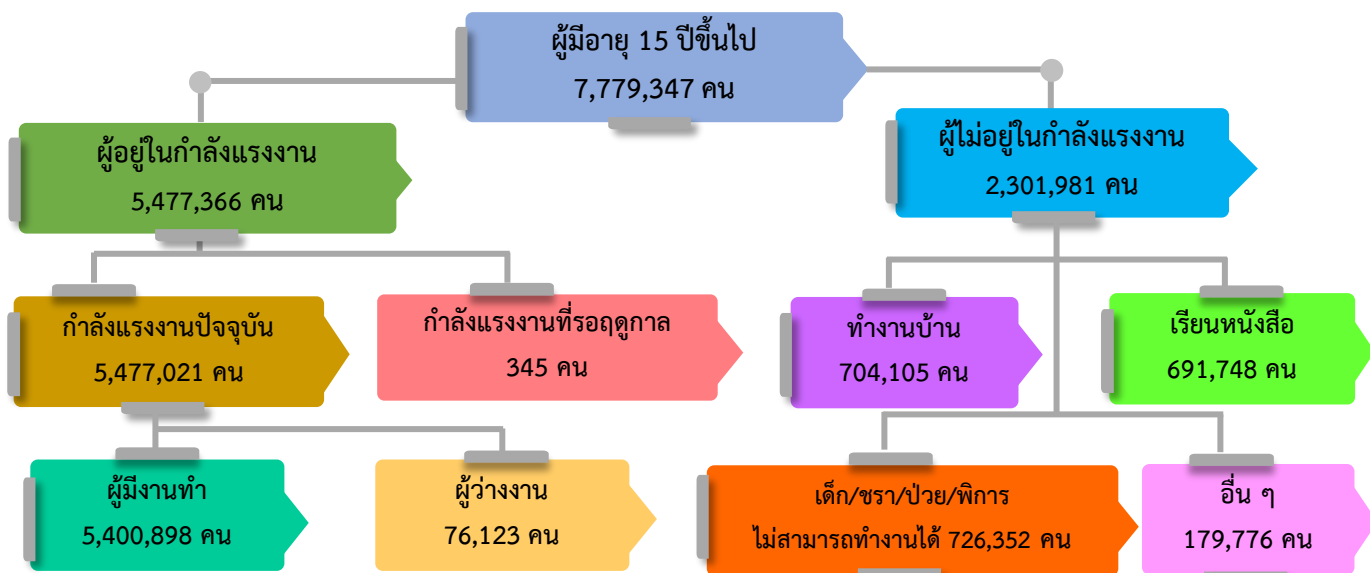 ผู้มีอายุ 15 ปีขึ้นไป
7,779,347 คน
ผู้อยู่ในกำลังแรงงาน
5,477,366 คน
ผู้ไม่อยู่ในกำลังแรงงาน
2,301,981 คน
กำลังแรงงานปัจจุบัน
5,477,021 คน
กำลังแรงงานที่รอฤดูกาล
345 คน
ทำงานบ้าน
704,105 คน
เรียนหนังสือ
691,748 คน
ผู้มีงานทำ
5,400,898 คน
ผู้ว่างงาน
76,123 คน
เด็ก/ชรา/ป่วย/พิการ
ไม่สามารถทำงานได้ 726,352 คน
อื่น ๆ
179,776 คน